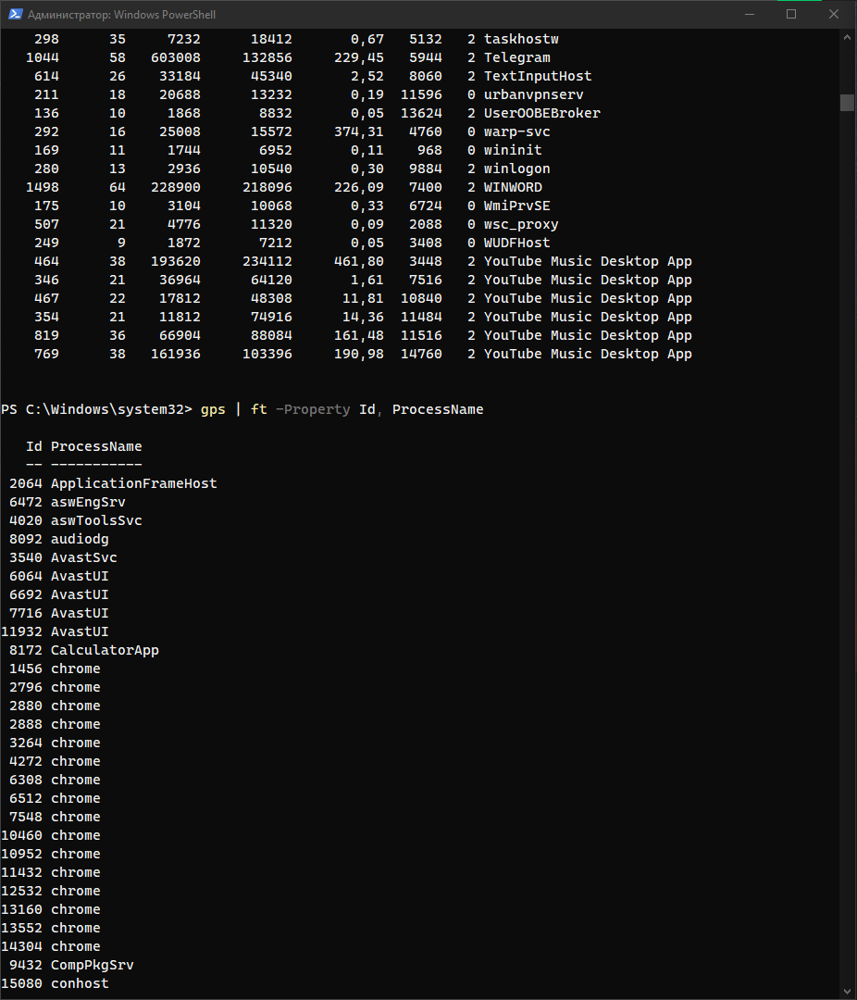 Администратор: Windows PowerShell
298 35 7232 18412 0,67 5132 2 taskhostw
1044 58 603008 132856 229,45 5944 2 Telegram
614 26 33184 45340 2,52 8060 2 TextInputHost
211 18 20688 13232 0,19 11596 0 urbanvpnserv
136 10 1868 8832 0,05 13624 2 UserOOBEBroker
292 16 25008 15572 374,31 4760 0 warp-svc
169 11 1744 6952 0,11 968 0 wininit
280 13 2936 10540 0,30 9884 2 winlogon
1498 64 228900 218096 226,09 7400 2 WINWORD
175 10 3104 10068 0,33 6724 0 WmiPrvSE
507 21 4776 11320 0,09 2088 0 wsc_proxy
249 9 1872 7212 0,05 3408 0 WUDFHost
464 38 193620 234112 461,80 3448 2 YouTube Music Desktop App
346 21 36964 64120 1,61 7516 2 YouTube Music Desktop App
467 22 17812 48308 11,81 10840 2 YouTube Music Desktop App
354 21 11812 74916 14,36 11484 2 YouTube Music Desktop App
819 36 66904 88084 161,48 11516 2 YouTube Music Desktop App
769 38 161936 103396 190,98 14760 2 YouTube Music Desktop App
PS C:\Windows\system32> gps | ft -Property Id, ProcessName
Id ProcessName
-- -----------
2064 ApplicationFrameHost
6472 aswEngSrv
4020 aswToolsSvc
8092 audiodg
3540 AvastSvc
6064 AvastUI
6692 AvastUI
7716 AvastUI
11932 AvastUI
8172 CalculatorApp
1456 chrome
2796 chrome
2880 chrome
2888 chrome
3264 chrome
4272 chrome
6308 chrome
6512 chrome
7548 chrome
10460 chrome
10952 chrome
11432 chrome
12532 chrome
13160 chrome
13552 chrome
14304 chrome
9432 CompPkgSrv
15080 conhost